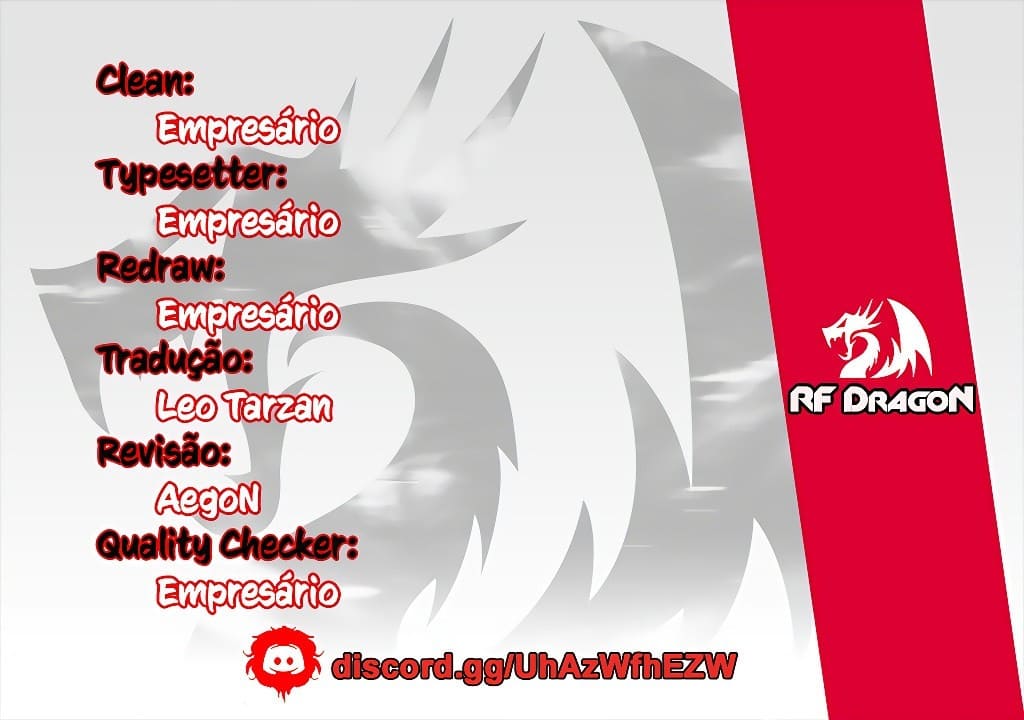 Clean:
Empresário
Typesetter:
Empresário
Redraw:
Empresário
Tradução:
Leo Tarzan
Revisão:
AegoN
Quality Checker:
Empresário
discord.gg/UhAzWfhEZW
RF DRAGON